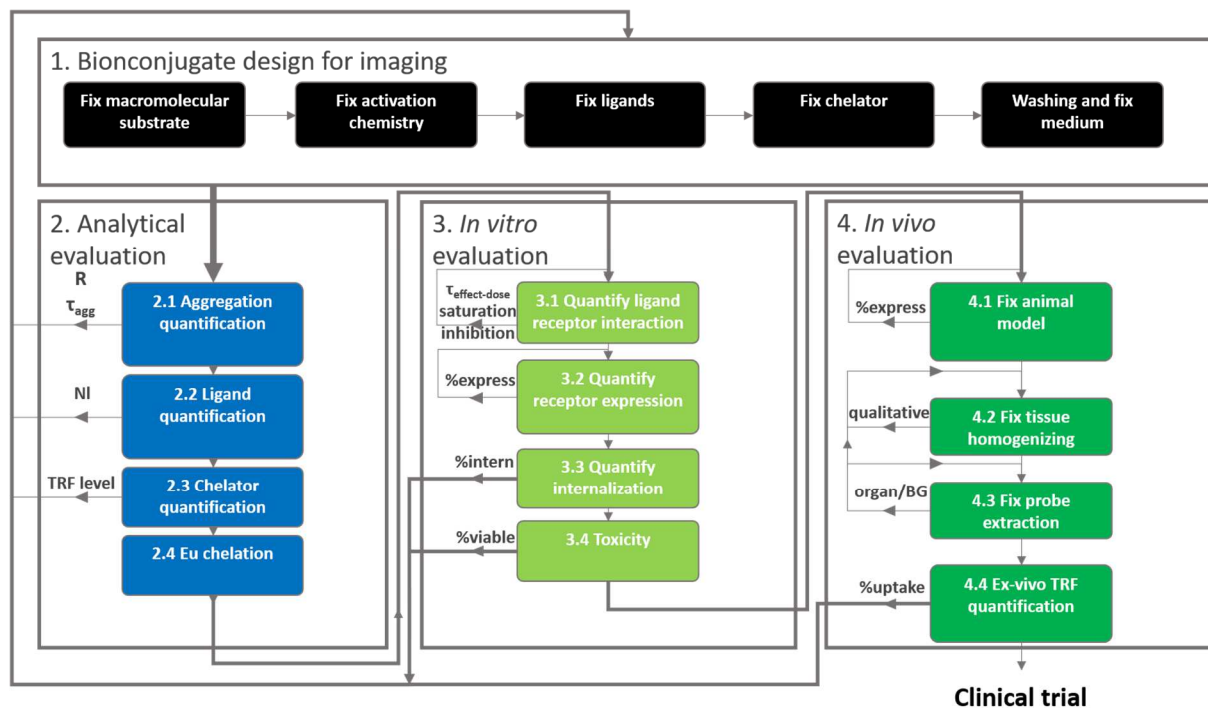 1. Bionconjugate design for imaging
Fix macromolecular
substrate
Fix activation
chemistry
Fix ligands
Fix chelator
Washing and fix
medium
2. Analytical
evaluation
R
τagg
2.1 Aggregation
quantification
Nl
2.2 Ligand
quantification
TRF level
2.3 Chelator
quantification
2.4 Eu chelation
3. In vitro
evaluation
τeffect-dose
saturation
inhibition
3.1 Quantify ligand
receptor interaction
%express
3.2 Quantify
receptor expression
%intern
3.3 Quantify
internalization
%viable
3.4 Toxicity
4. In vivo
evaluation
%express
4.1 Fix animal
model
qualitative
4.2 Fix tissue
homogenizing
organ/BG
4.3 Fix probe
extraction
%uptake
4.4 Ex-vivo TRF
quantification
Clinical trial